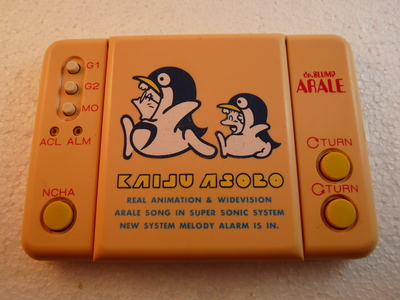 G1
G2
MO
ACL ALM
NCHA
KAIJU ASOBO
REAL ANIMATION & WIDEVISION
ARALE SONG IN SUPER SONIC SYSTEM
NEW SYSTEM MELODY ALARM IS IN.
DR.SLUMP
ARALE
TURN
TURN